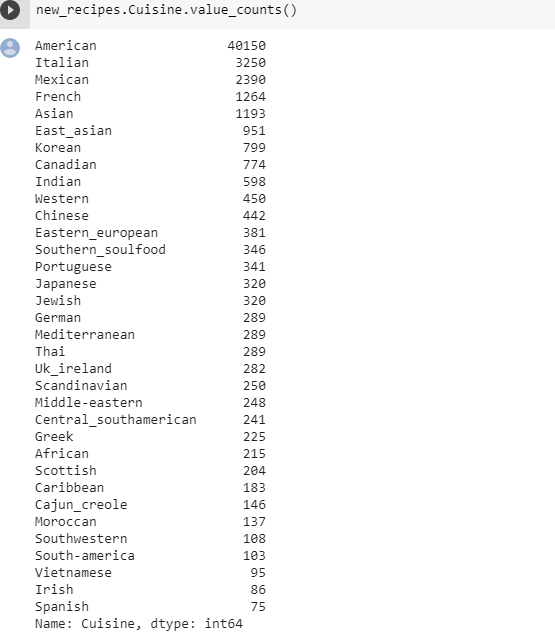 new_recipes.Cuisine.value_counts()
American 40150
Italian 3250
Mexican 2390
French 1264
Asian 1193
East_asian 951
Korean 799
Canadian 774
Indian 598
Western 450
Chinese 442
Eastern_european 381
Southern_soulfood 346
Portuguese 341
Japanese 320
Jewish 320
German 289
Mediterranean 289
Thai 289
Uk_ireland 282
Scandinavian 250
Middle-eastern 248
Central_southamerican 241
Greek 225
African 215
Scottish 204
Caribbean 183
Cajun_creole 146
Moroccan 137
Southwestern 108
South-america 103
Vietnamese 95
Irish 86
Spanish 75
Name: Cuisine, dtype: int64